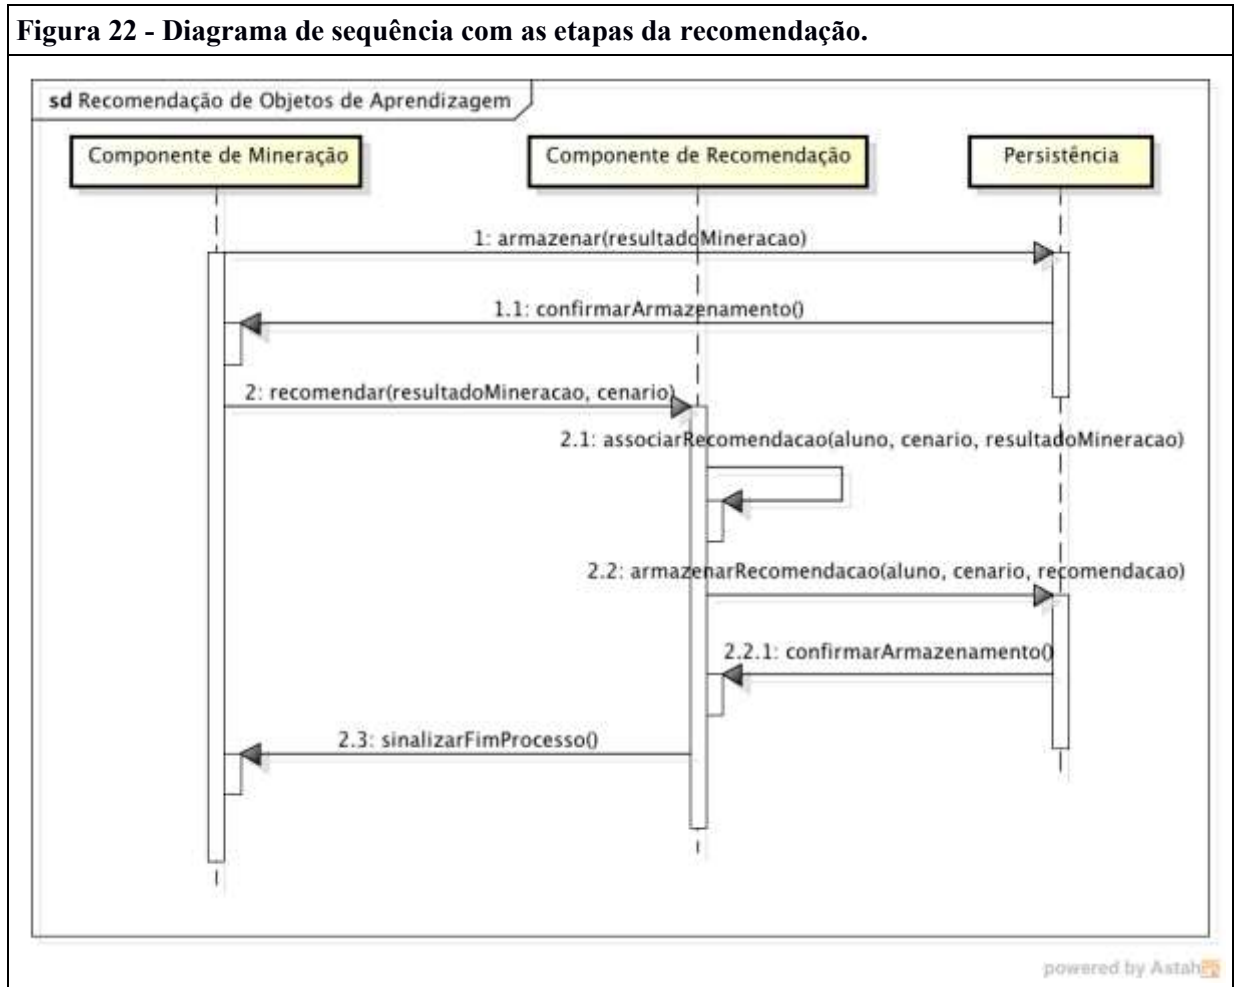 Figura 22 - Diagrama de sequência com as etapas da recomendação.
sd Recomendação de Objetos de Aprendizagem
Componente de Mineração
Componente de Recomendação
Persistência
1: armazenar(resultadoMineracao)
1.1: confirmarArmazenamento()
2: recomendar(resultadoMineracao, cenario)
2.1: associarRecomendacao(aluno, cenario, resultadoMineracao)
2.2: armazenarRecomendacao(aluno, cenario, recomendacao)
2.2.1: confirmarArmazenamento()
2.3: sinalizarFimProcesso()
powered by Astah